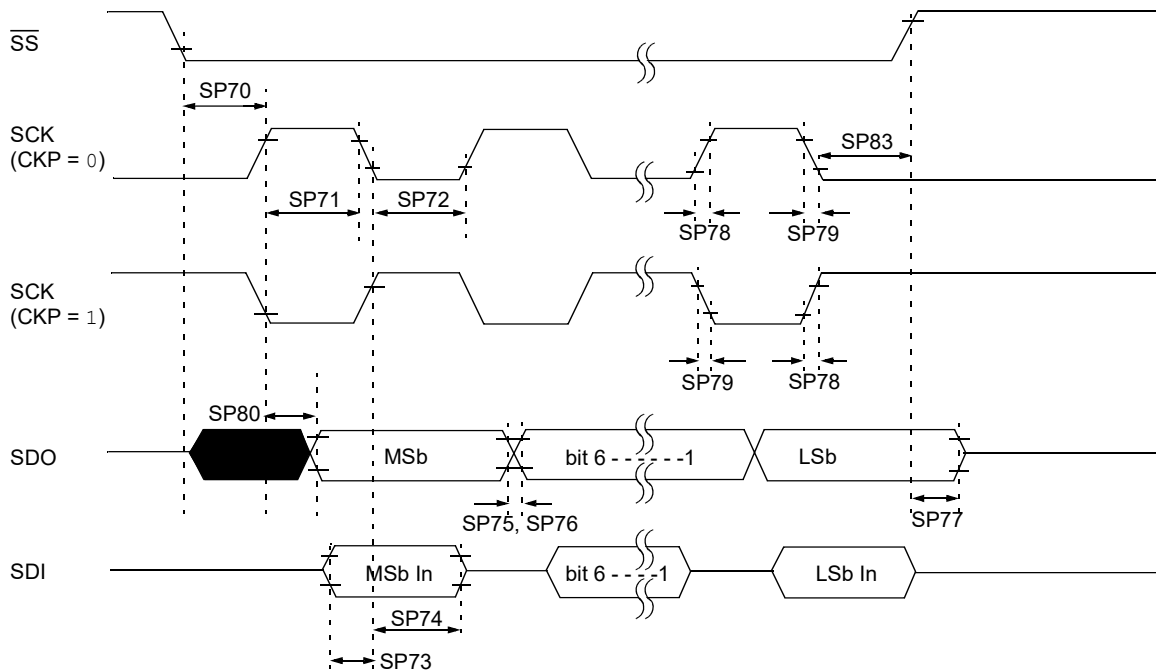 SS
SP70
SCK
(CKP = 0)
SP83
SP71
SP72
SP78
SP79
SCK
(CKP = 1)
SP79
SP78
SP80
SDO
MSb
bit 6 - - - - - -1
LSb
SP75, SP76
SP77
SDI
MSb In
bit 6 - - - - -1
LSb In
SP74
SP73